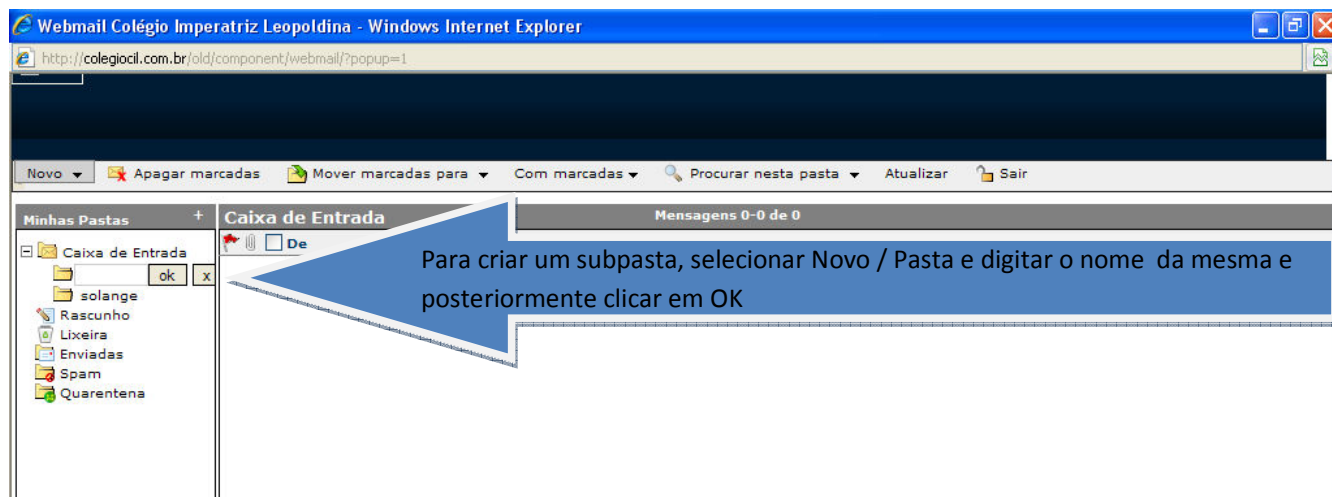 Webmail Colégio Imperatriz Leopoldina - Windows Internet Explorer
http://colegiocil.com.br/old/component/webmail/?popup=1
Novo Apagar marcadas Mover marcadas para Com marcadas Procurar nesta pasta Atualizar Sair
Minhas Pastas + Caixa de Entrada Mensagens 0-0 de 0
De
Caixa de Entrada
ok x
solange
Rascunho
Lixeira
Enviadas
Spam
Quarentena
Para criar um subpasta, selecionar Novo / Pasta e digitar o nome da mesma e
posteriormente clicar em OK